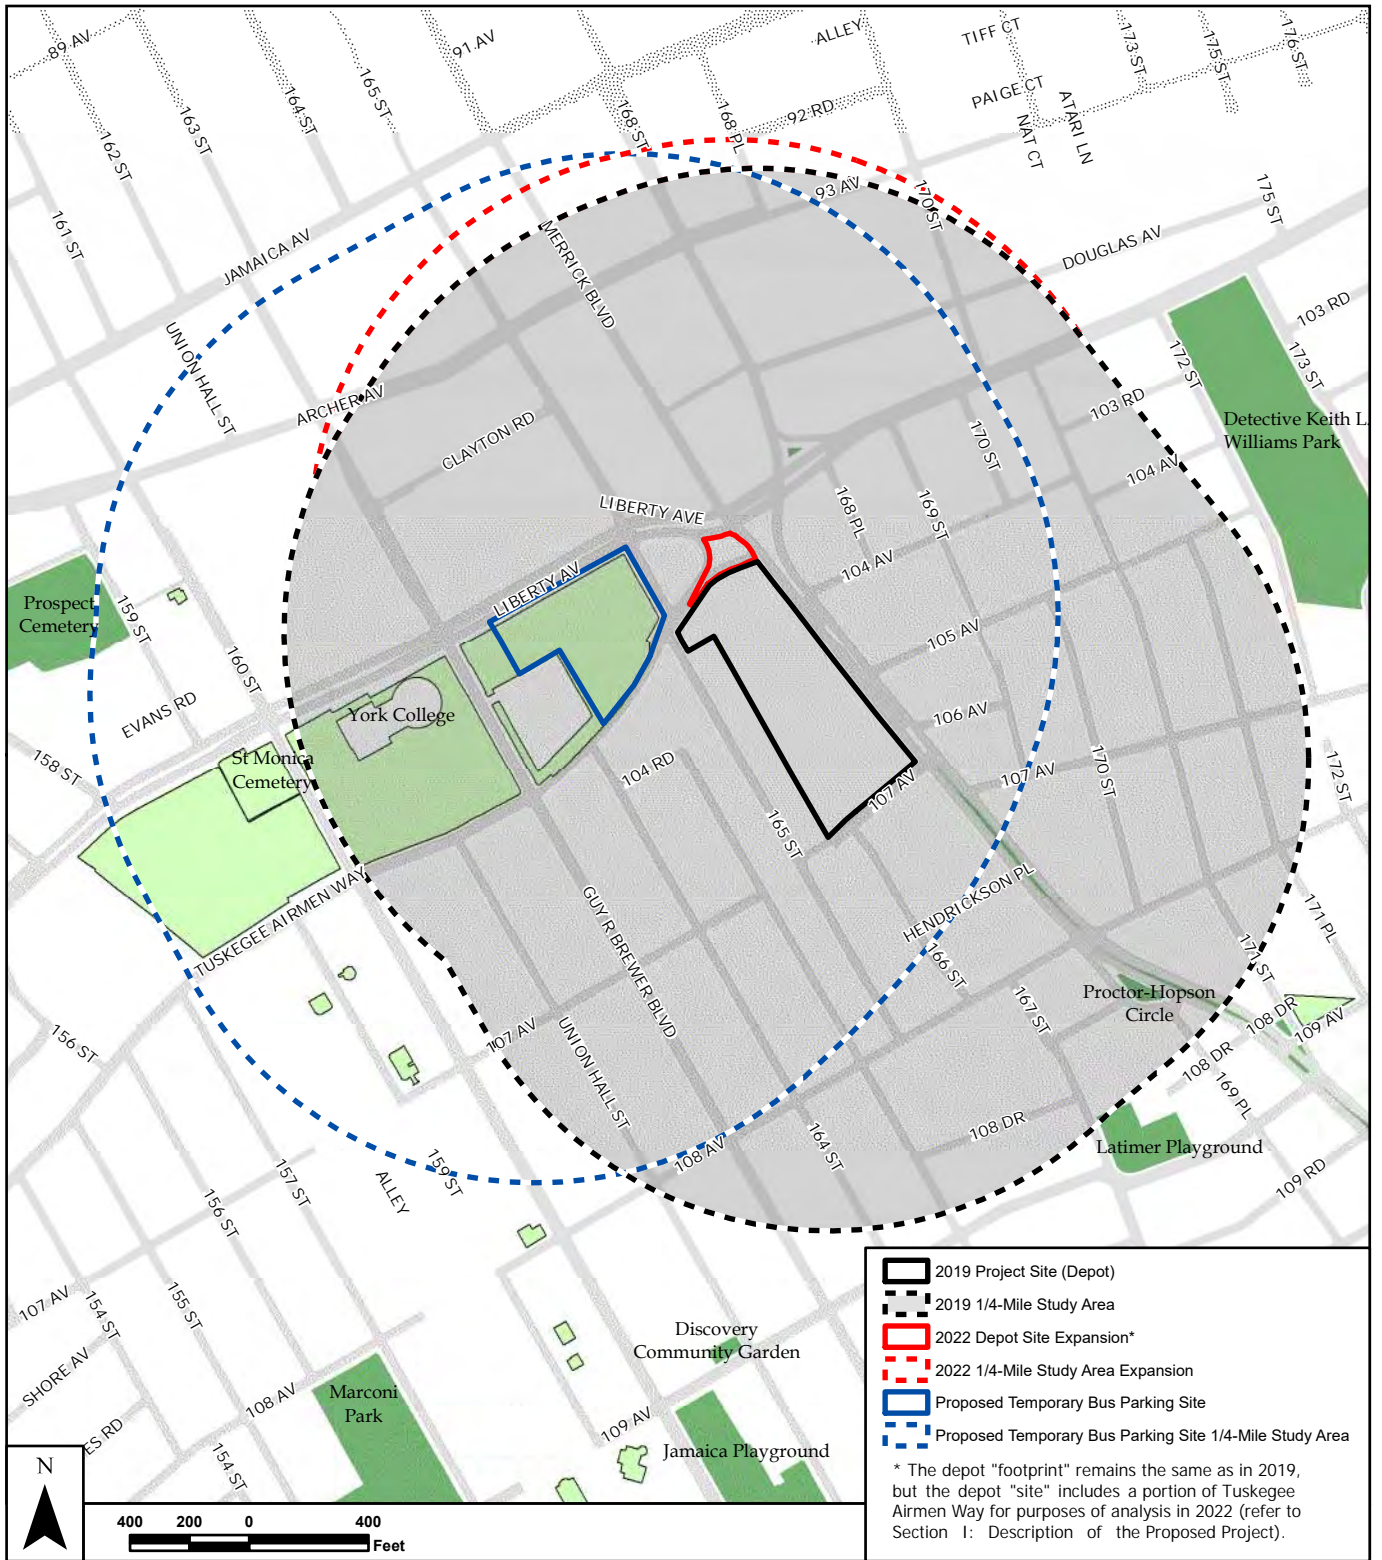 89 AV
91 AV
ALLEY
TIFF CT
173 ST
175 ST
176 ST
162 ST
163 ST
164 ST
165 ST
168 ST
168 PL
92 RD
PAIGE CT
NAT CT
ATARI LN
161 ST
JAMAICA AV
MERRICK BLVD
93 AV
170 ST
175 ST
DOUGLAS AV
103 RD
UNION HALL ST
ARCHER AV
CLAYTON RD
172 ST
173 ST
103 RD
Detective Keith L.
Williams Park
104 AV
170 ST
169 ST
168 PL
LIBERTY AVE
104 AV
LIBERTY AV
Prospect
Cemetery
159 ST
160 ST
105 AV
EVANS RD
York College
106 AV
158 ST
St Monica
Cemetery
104 RD
107 AV
107 AV
170 ST
172 ST
165 ST
TUSKEGEE AIRMEN WAY
GUY R BREWER BLVD
HENDRICKSON PL
166 ST
171 PL
171 ST
167 ST
Proctor-Hopson
Circle
108 DR
109 AV
156 ST
107 AV
UNION HALL ST
108 DR
169 PL
108 AV
164 ST
108 DR
Latimer Playground
109 RD
159 ST
ALLEY
157 ST
156 ST
107 AV
154 ST
155 ST
SHORE AV
108 AV
ES RD
154 ST
Marconi
Park
Discovery
Community Garden
109 AV
Jamaica Playground
2019 Project Site (Depot)
2019 1/4-Mile Study Area
2022 Depot Site Expansion*
2022 1/4-Mile Study Area Expansion
Proposed Temporary Bus Parking Site
Proposed Temporary Bus Parking Site 1/4-Mile Study Area
* The depot "footprint" remains the same as in 2019,
but the depot "site" includes a portion of Tuskegee
Airmen Way for purposes of analysis in 2022 (refer to
Section I: Description of the Proposed Project).
N
400 200 0 400
Feet